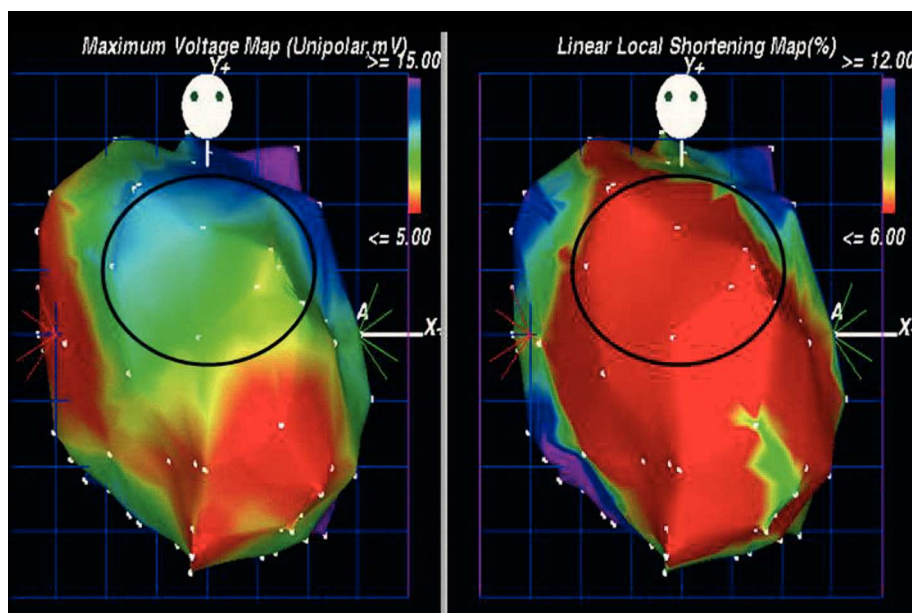 Maximum Voltage Map (Unipolar,mV)
Y+
>= 15.00
<= 5.00
A
X
Linear Local Shortening Map(%)
Y+
>= 12.00
<= 6.00
A
X